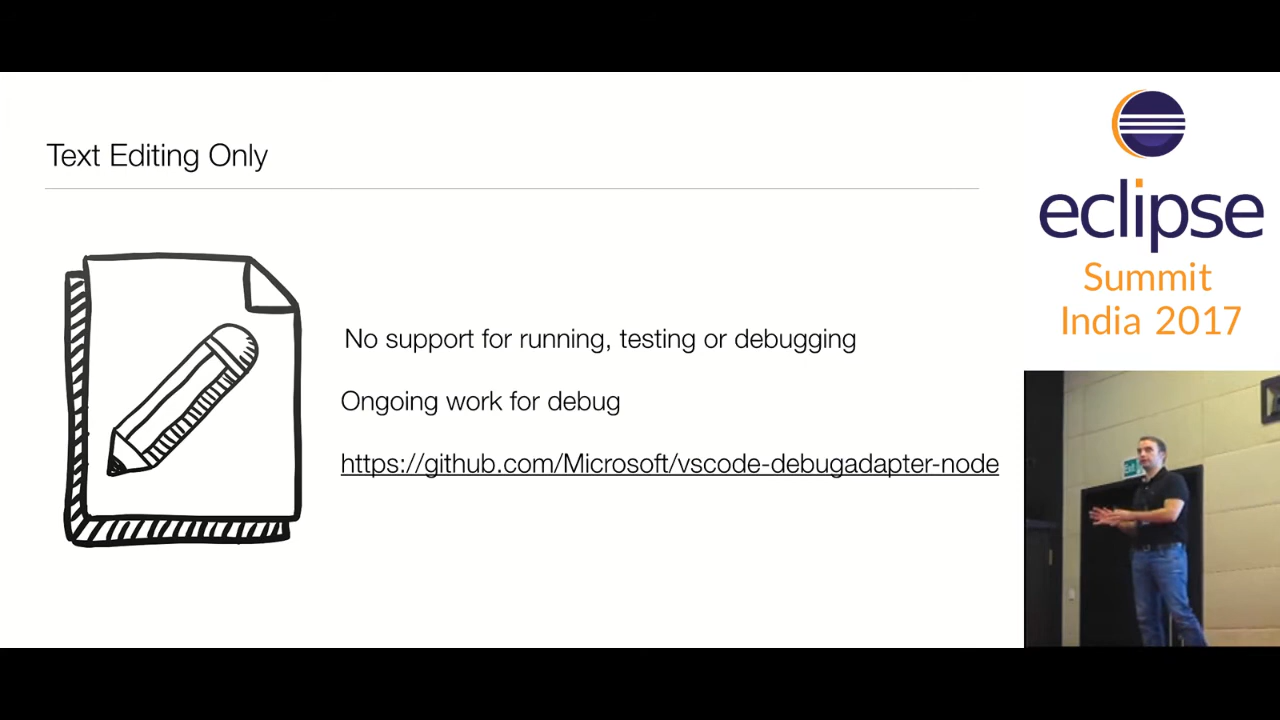 Text Editing Only
No support for running, testing or debugging
Ongoing work for debug
https://github.com/Microsoft/vscode-debugadapter-node
eclipse
Summit
India 2017